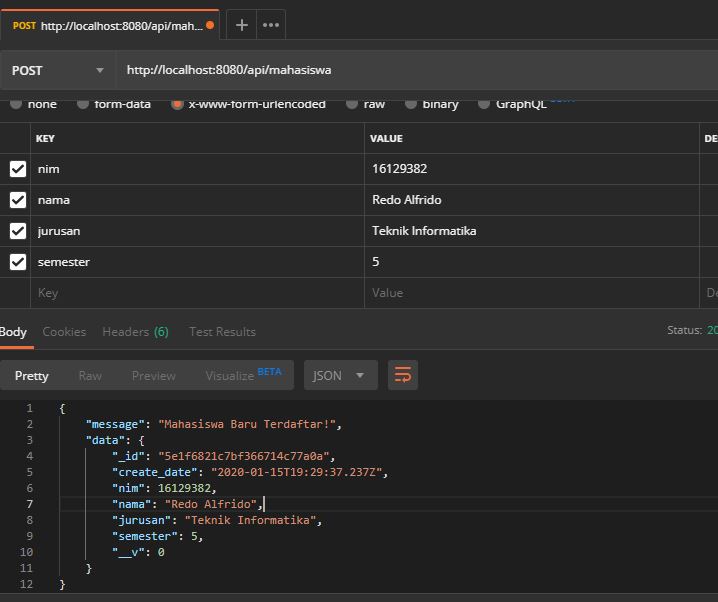 POST http://localhost:8080/api/mah...
POST http://localhost:8080/api/mahasiswa
none form-data x-www-form-urlencoded raw binary GraphQL BETA
KEY VALUE DE
nim 16129382
nama Redo Alfrido
jurusan Teknik Informatika
semester 5
Key Value De
Body Cookies Headers (6) Test Results Status: 20
Pretty Raw Preview Visualize BETA JSON
1 {
2 "message": "Mahasiswa Baru Terdaftar!",
3 "data": {
4 "_id": "5e1f6821c7bf366714c77a0a",
5 "create_date": "2020-01-15T19:29:37.237Z",
6 "nim": 16129382,
7 "nama": "Redo Alfrido",
8 "jurusan": "Teknik Informatika",
9 "semester": 5,
10 "__v": 0
11 }
12 }